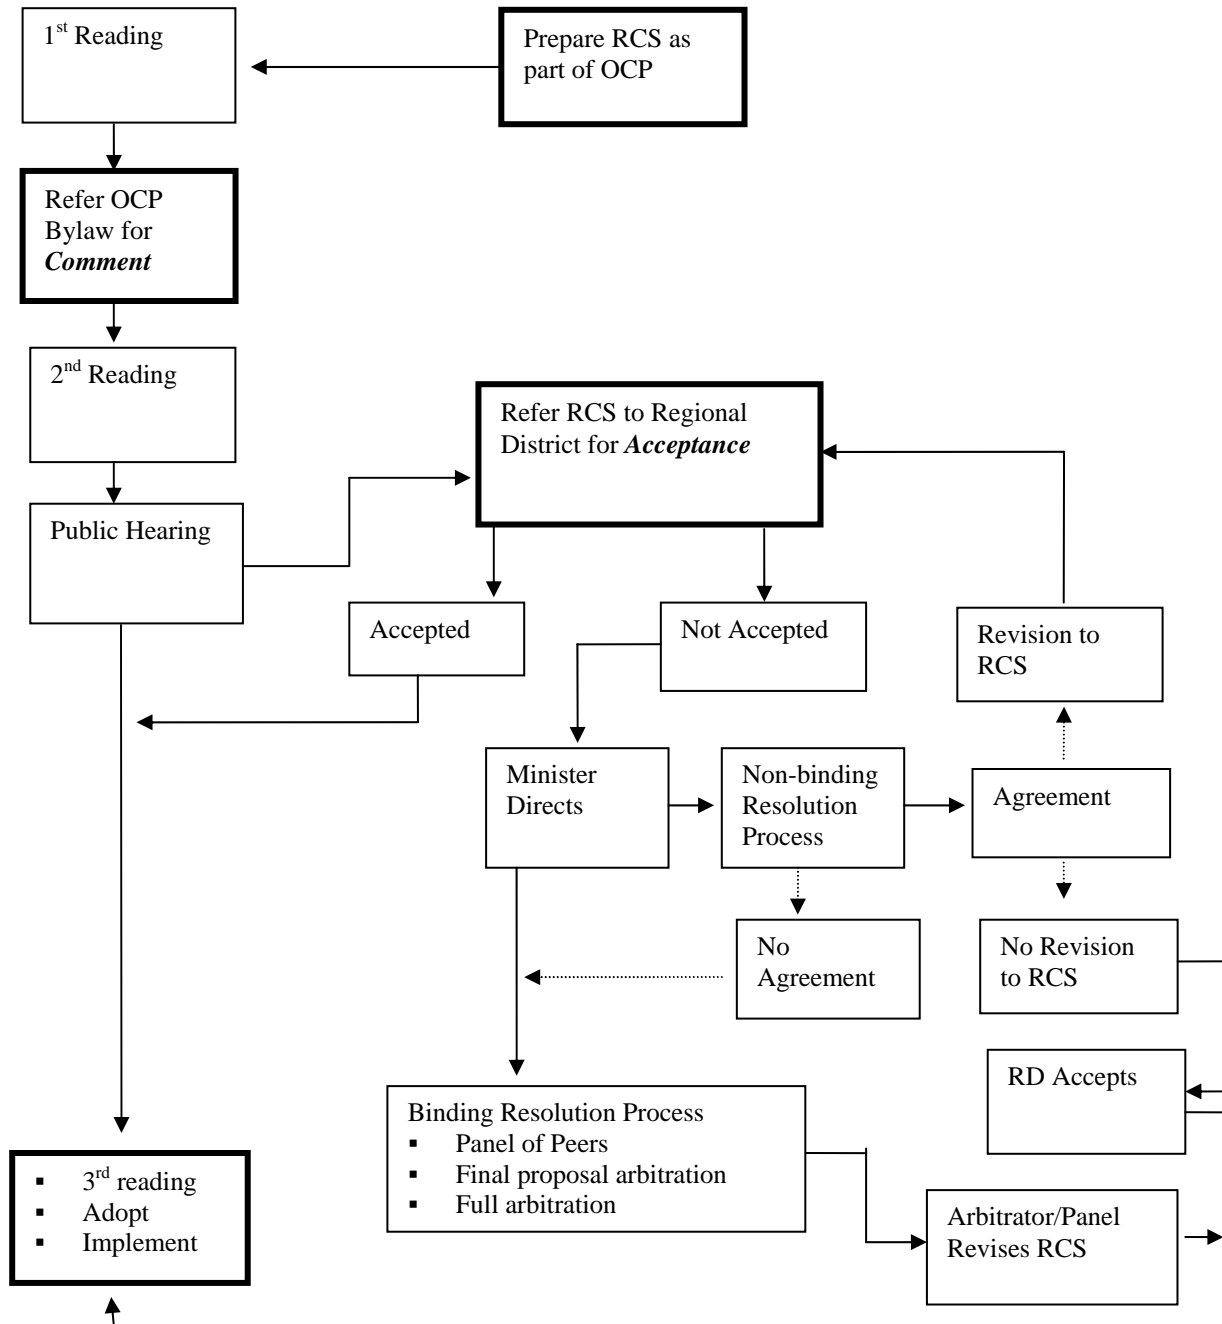 1st Reading
Prepare RCS as
part of OCP
Refer OCP
Bylaw for
Comment
2nd Reading
Refer RCS to Regional
District for Acceptance
Public Hearing
Accepted
Not Accepted
Revision to
RCS
Minister
Directs
Non-binding
Resolution
Process
Agreement
No
Agreement
No Revision
to RCS
RD Accepts
Binding Resolution Process
▪ Panel of Peers
▪ Final proposal arbitration
▪ Full arbitration
▪ 3rd reading
▪ Adopt
▪ Implement
Arbitrator/Panel
Revises RCS